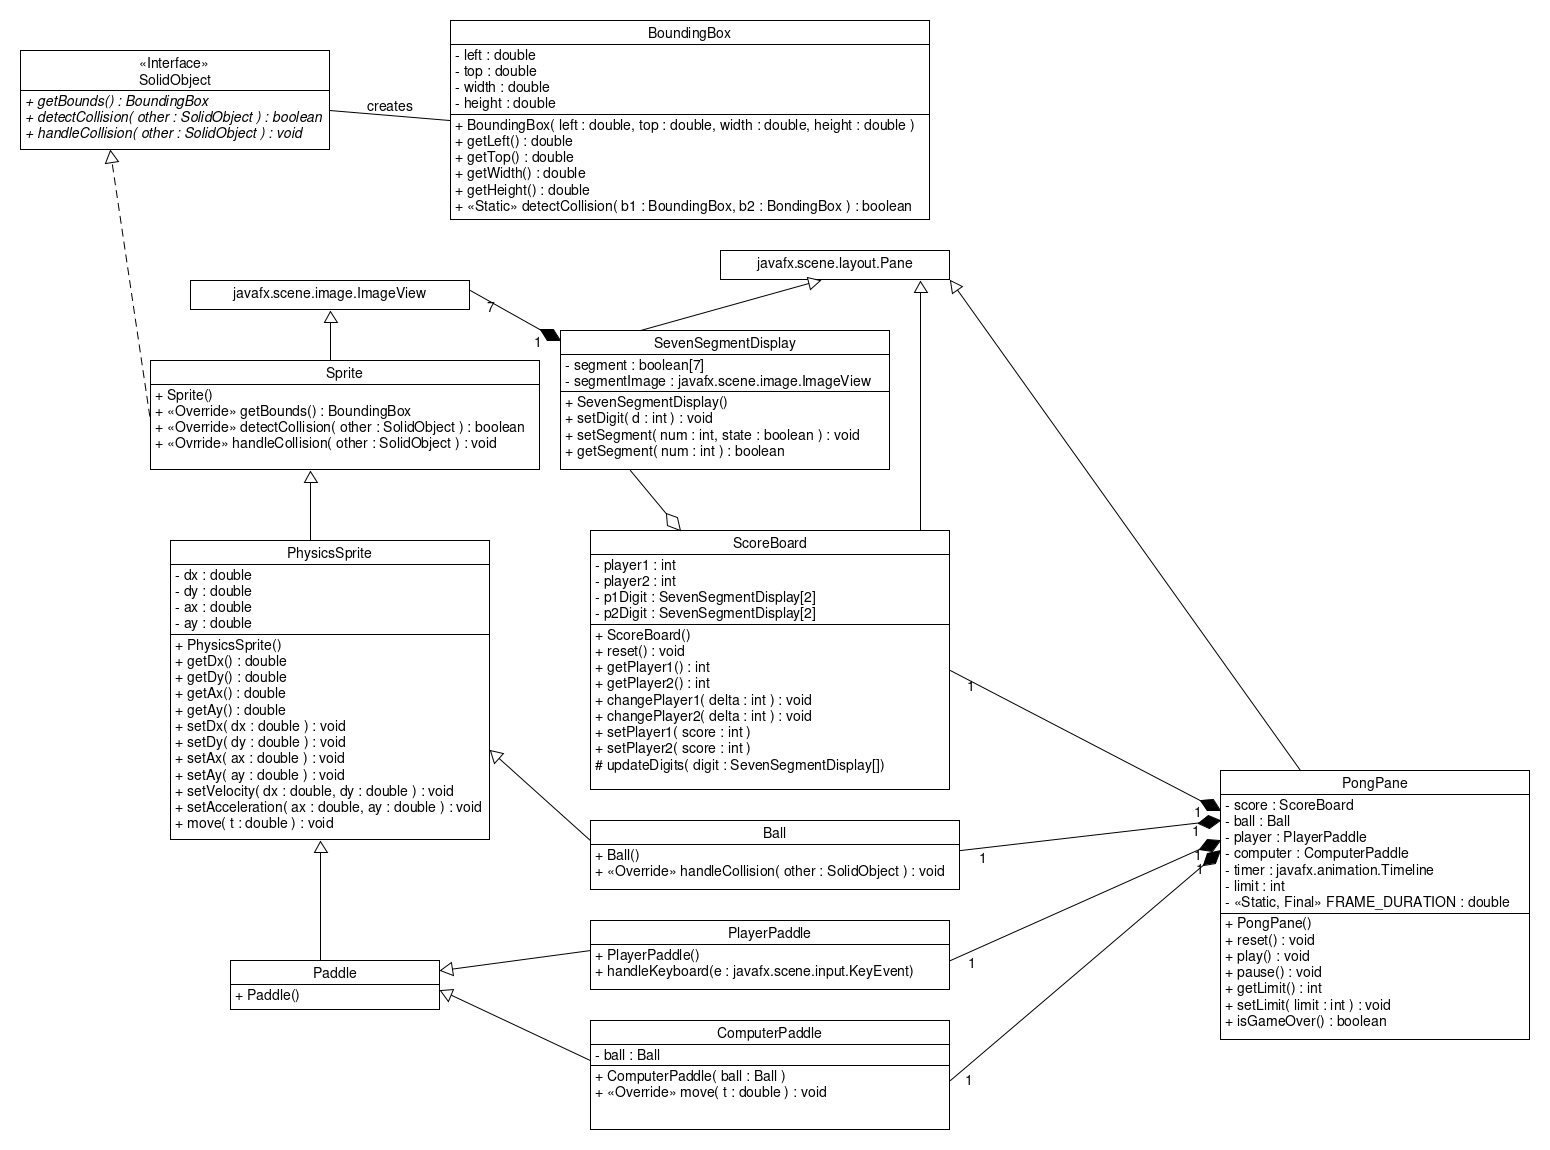 «Interface»
SolidObject
+ getBounds() : BoundingBox
+ detectCollision( other : SolidObject ) : boolean
+ handleCollision( other : SolidObject ) : void
creates
BoundingBox
- left : double
- top : double
- width : double
- height : double
+ BoundingBox( left : double, top : double, width : double, height : double )
+ getLeft() : double
+ getTop() : double
+ getWidth() : double
+ getHeight() : double
+ «Static» detectCollision( b1 : BoundingBox, b2 : BondingBox ) : boolean
javafx.scene.layout.Pane
javafx.scene.image.ImageView
7
1
Sprite
+ Sprite()
+ «Override» getBounds() : BoundingBox
+ «Override» detectCollision( other : SolidObject ) : boolean
+ «Ovrride» handleCollision( other : SolidObject ) : void
SevenSegmentDisplay
- segment : boolean[7]
- segmentImage : javafx.scene.image.ImageView
+ SevenSegmentDisplay()
+ setDigit( d : int ) : void
+ setSegment( num : int, state : boolean ) : void
+ getSegment( num : int ) : boolean
PhysicsSprite
- dx : double
- dy : double
- ax : double
- ay : double
+ PhysicsSprite()
+ getDx() : double
+ getDy() : double
+ getAx() : double
+ getAy() : double
+ setDx( dx : double ) : void
+ setDy( dy : double ) : void
+ setAx( ax : double ) : void
+ setAy( ay : double ) : void
+ setVelocity( dx : double, dy : double ) : void
+ setAcceleration( ax : double, ay : double ) : void
+ move( t : double ) : void
ScoreBoard
- player1 : int
- player2 : int
- p1Digit : SevenSegmentDisplay[2]
- p2Digit : SevenSegmentDisplay[2]
+ ScoreBoard()
+ reset() : void
+ getPlayer1() : int
+ getPlayer2() : int
+ changePlayer1( delta : int ) : void
+ changePlayer2( delta : int ) : void
+ setPlayer1( score : int )
+ setPlayer2( score : int )
# updateDigits( digit : SevenSegmentDisplay[])
1
1
Ball
+ Ball()
+ «Override» handleCollision( other : SolidObject ) : void
1
1
PlayerPaddle
+ PlayerPaddle()
+ handleKeyboard(e : javafx.scene.input.KeyEvent)
1
1
Paddle
+ Paddle()
ComputerPaddle
- ball : Ball
+ ComputerPaddle( ball : Ball )
+ «Override» move( t : double ) : void
1
1
PongPane
- score : ScoreBoard
- ball : Ball
- player : PlayerPaddle
- computer : ComputerPaddle
- timer : javafx.animation.Timeline
- limit : int
- «Static, Final» FRAME_DURATION : double
+ PongPane()
+ reset() : void
+ play() : void
+ pause() : void
+ getLimit() : int
+ setLimit( limit : int ) : void
+ isGameOver() : boolean